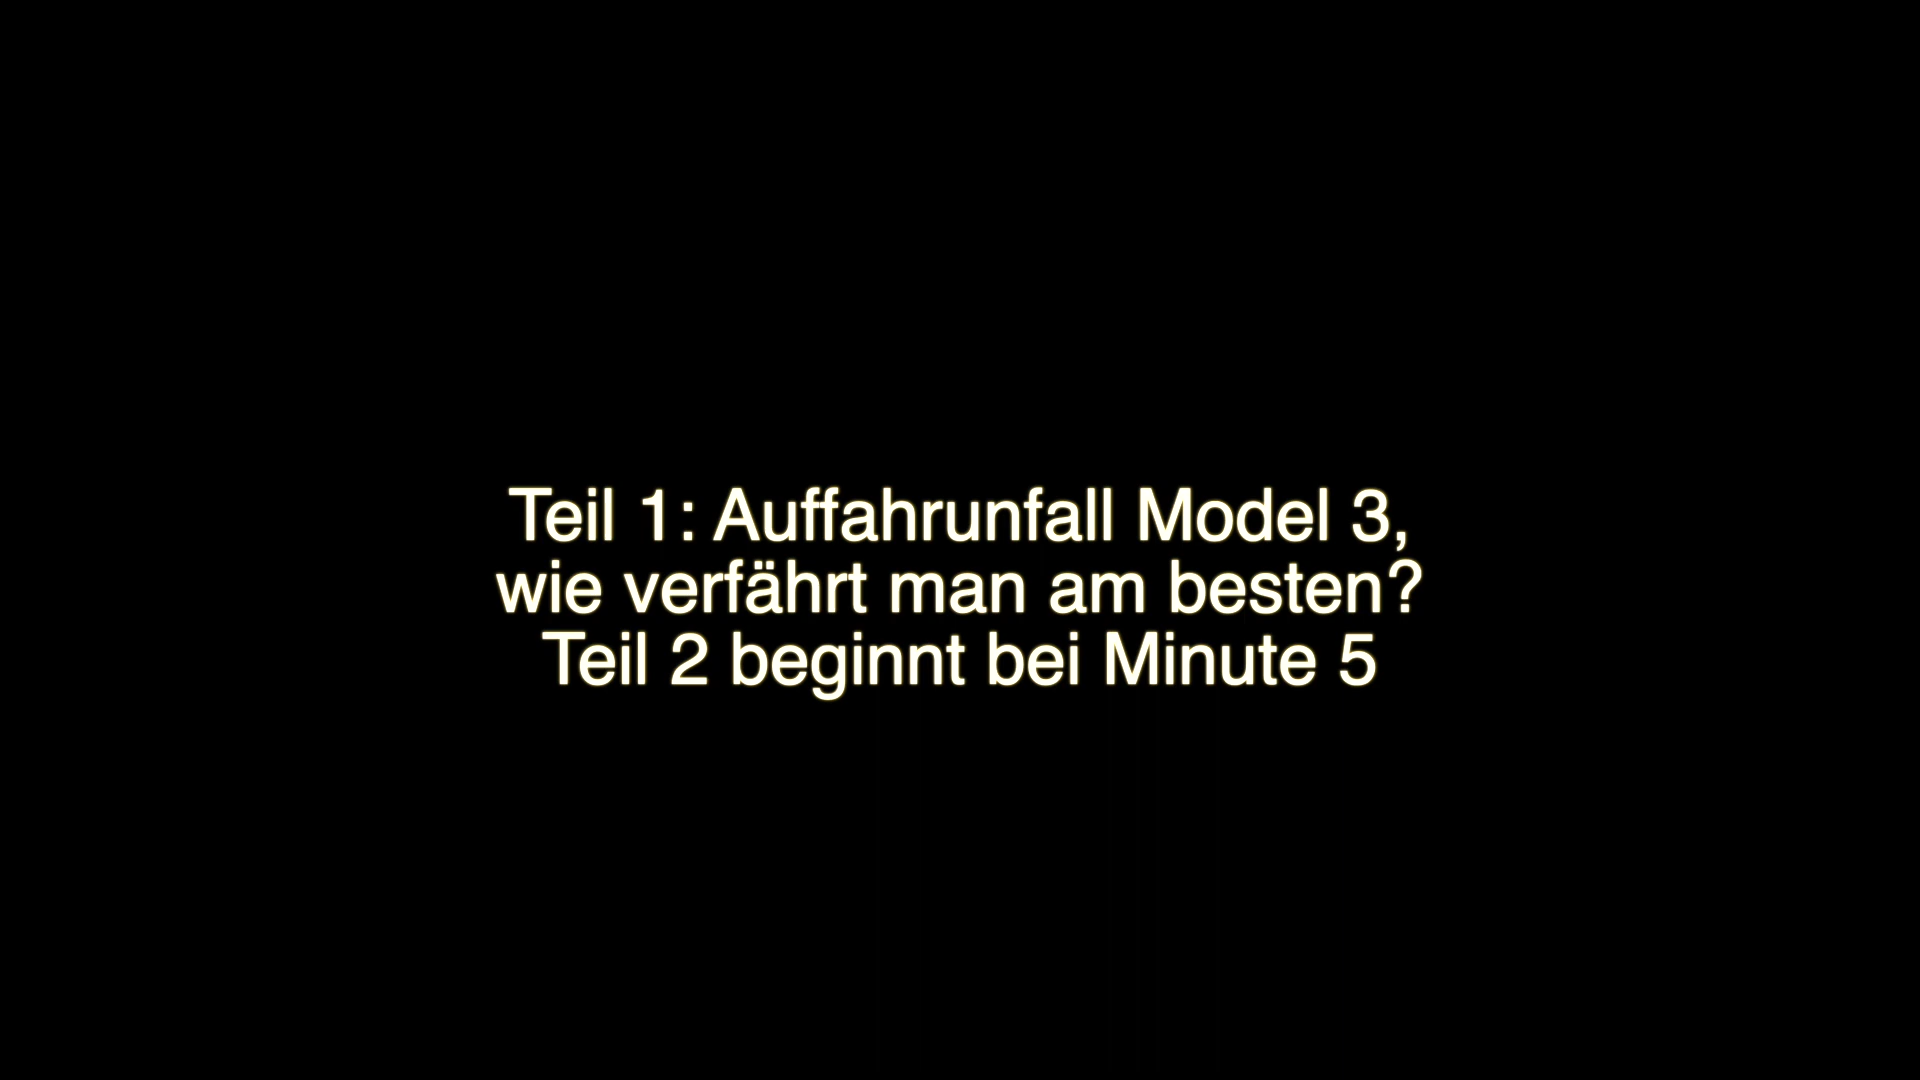 Teil 1: Auffahrunfall Model 3,
wie verfährt man am besten?
Teil 2 beginnt bei Minute 5